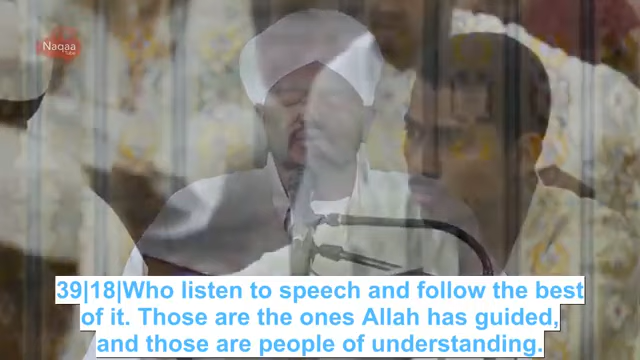 Naqaa
39|18|Who listen to speech and follow the best
of it. Those are the ones Allah has guided,
and those are people of understanding.